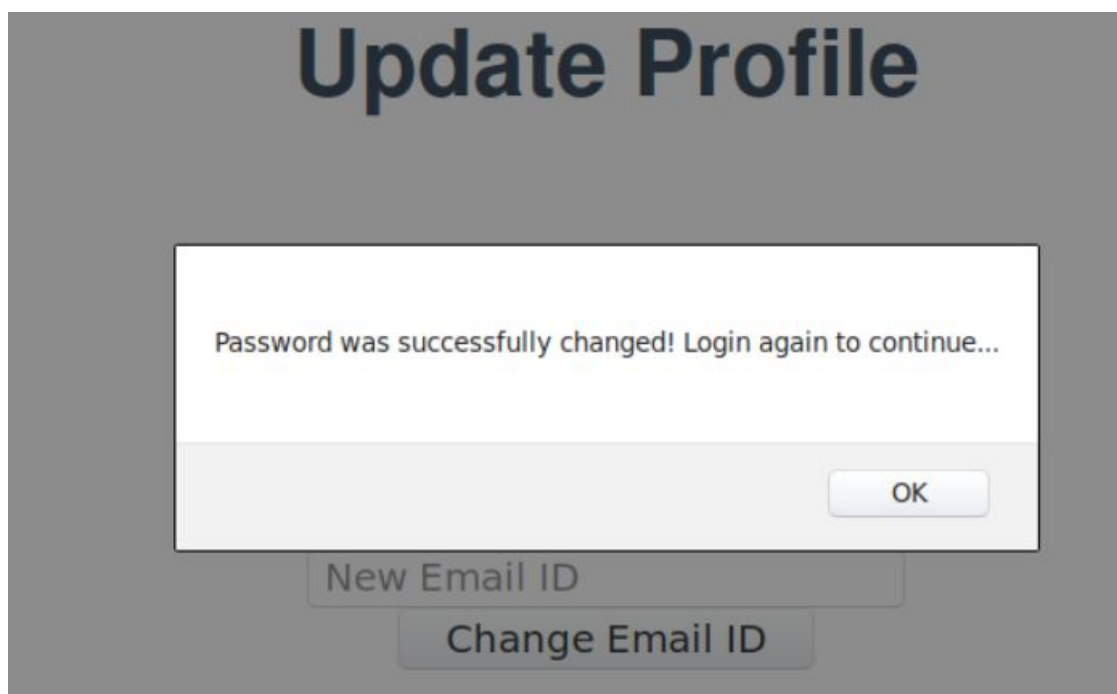 Update Profile
Password was successfully changed! Login again to continue...
OK
New Email ID
Change Email ID